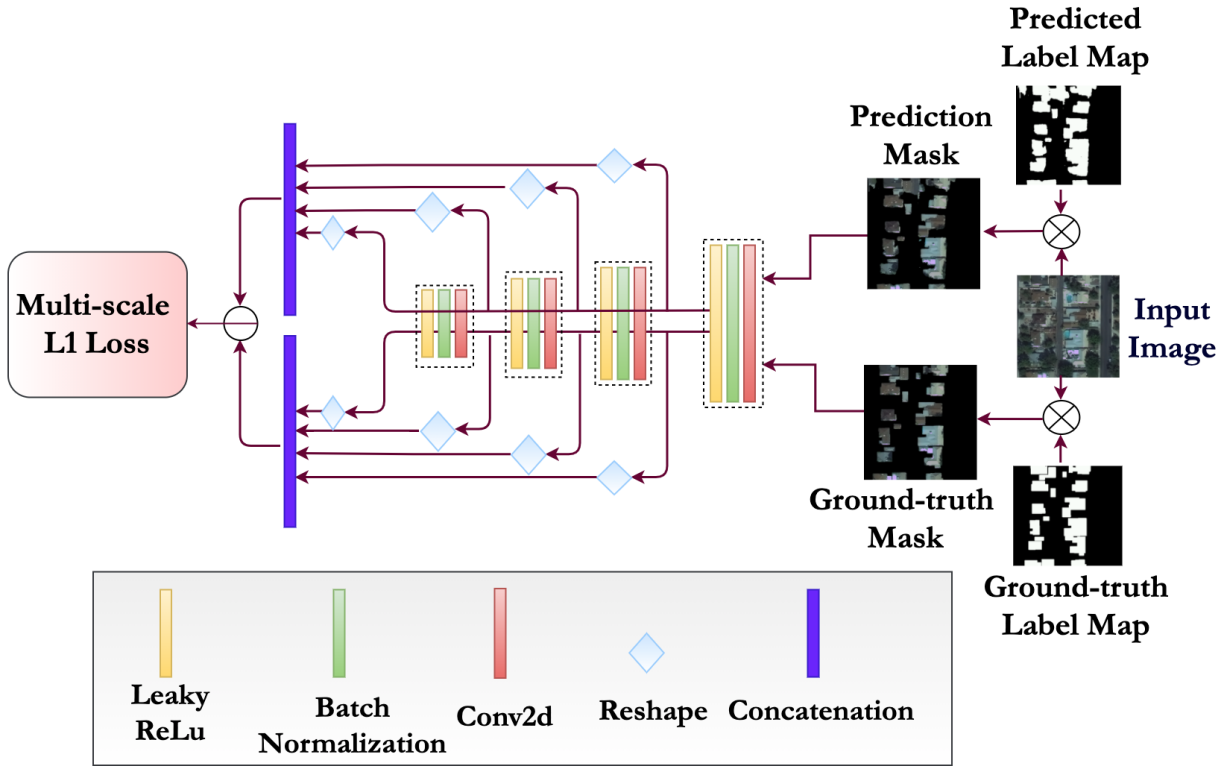 Predicted
Label Map
Prediction
Mask
Input
Image
Multi-scale
L1 Loss
Ground-truth
Mask
Ground-truth
Label Map
Leaky
ReLu
Batch
Normalization
Conv2d
Reshape
Concatenation